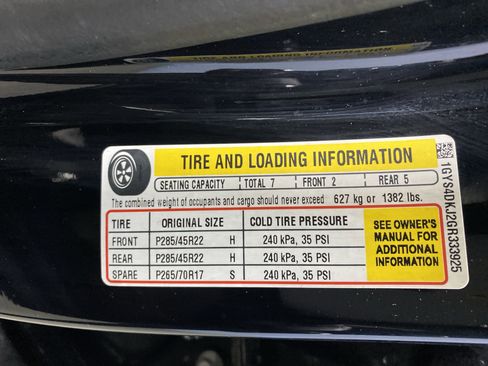 TIRE AND LOADING INFORMATION
SEATING CAPACITY TOTAL 7 FRONT 2 REAR 5
The combined weight of occupants and cargo should never exceed 627 kg or 1382 lbs.
TIRE ORIGINAL SIZE COLD TIRE PRESSURE
FRONT P285/45R22 H 240 kPa, 35 PSI
REAR P285/45R22 H 240 kPa, 35 PSI
SPARE P265/70R17 S 240 kPa, 35 PSI
SEE OWNER'S
MANUAL FOR
ADDITIONAL
INFORMATION
1GYS4DKJ2GR333925